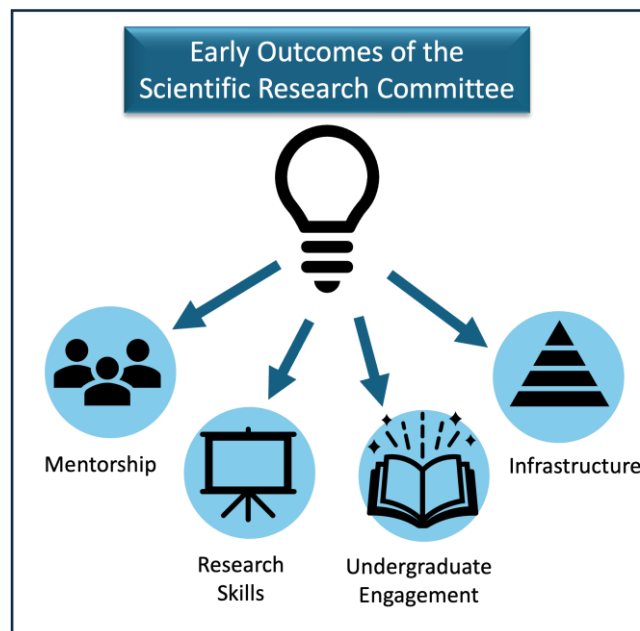 Early Outcomes of the
Scientific Research Committee
Mentorship
Research
Skills
Undergraduate
Engagement
Infrastructure